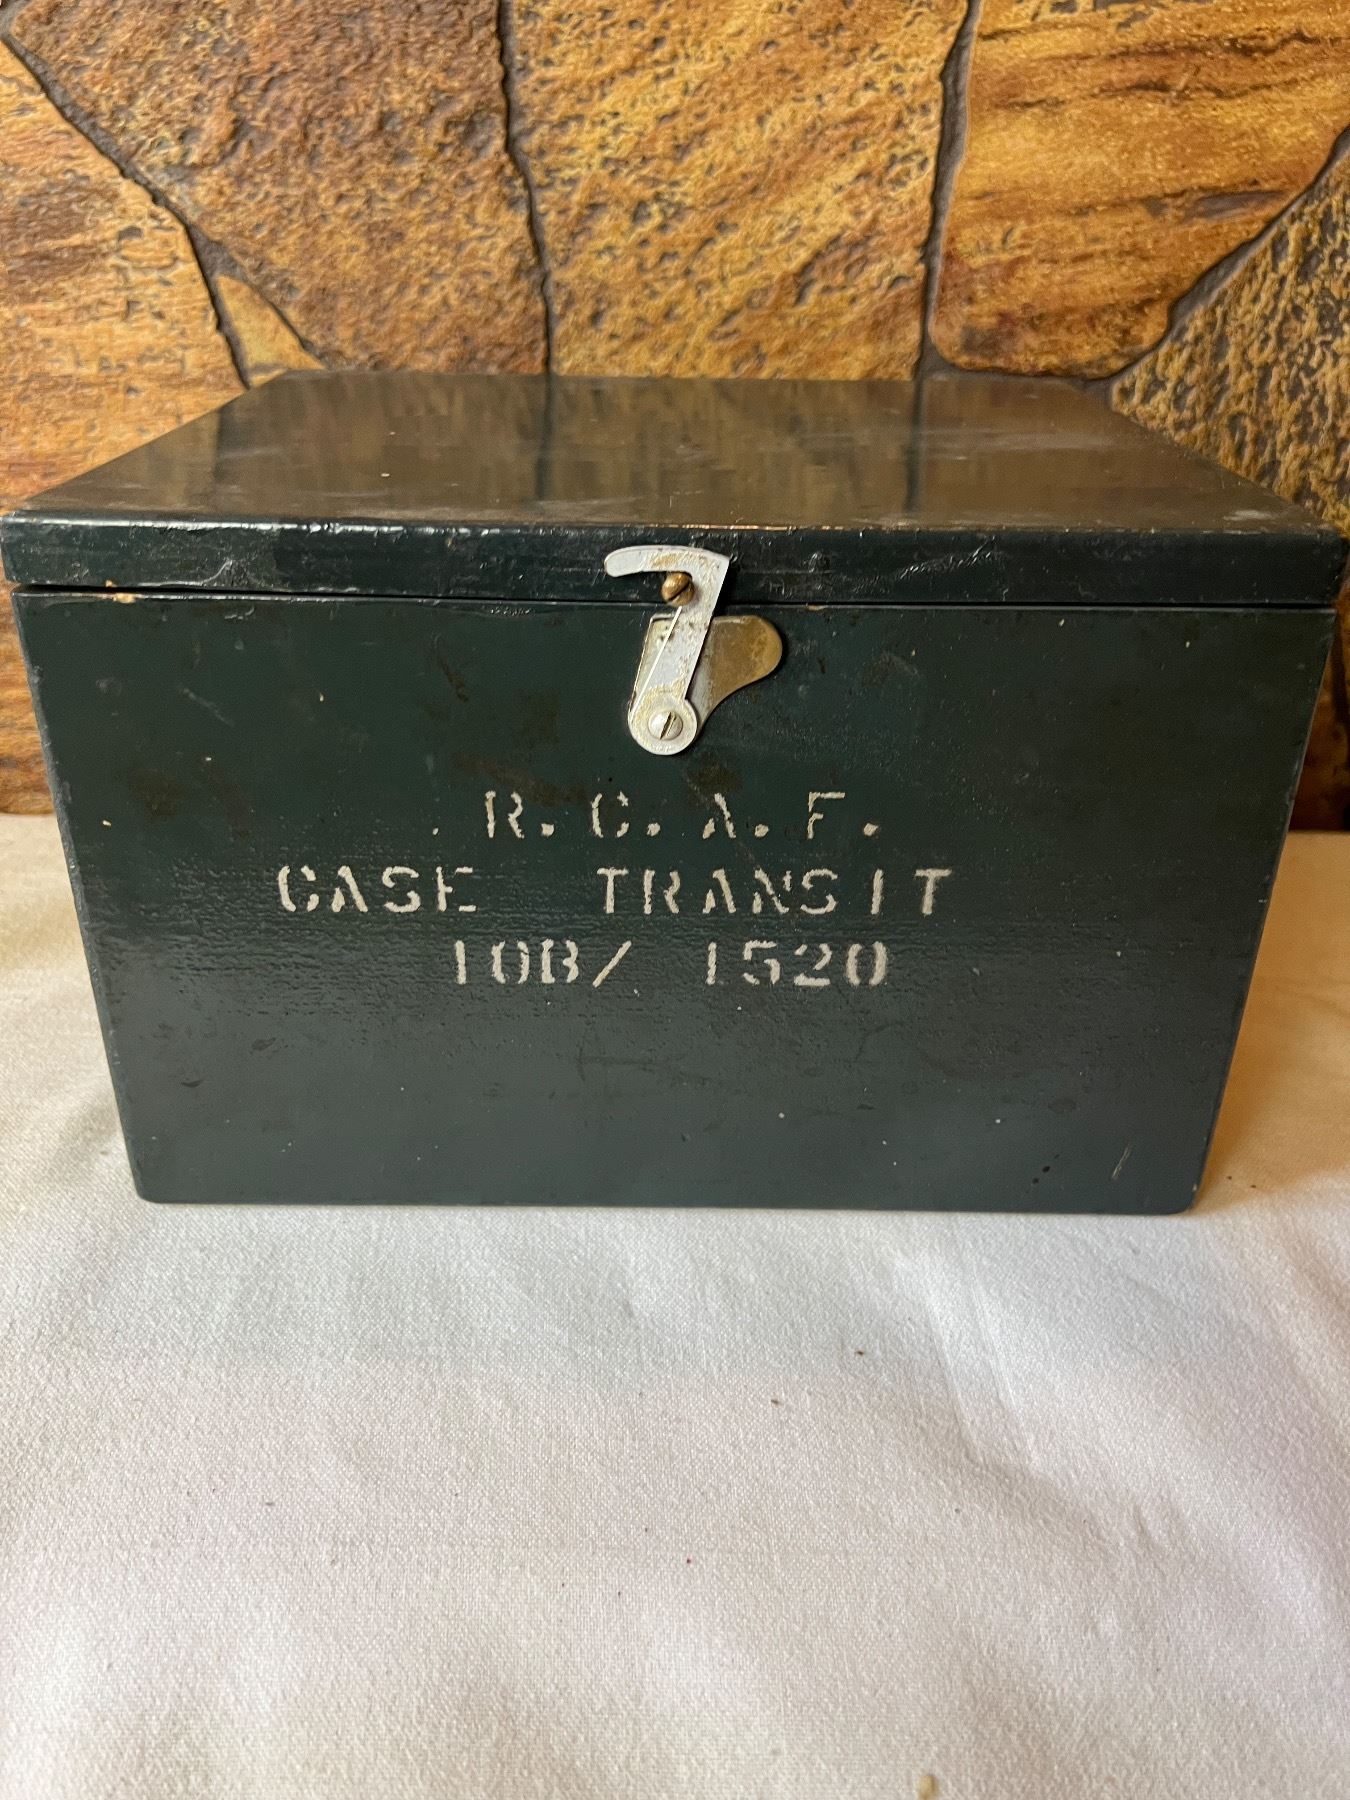 R.C.A.F.
CASE TRANSIT
10B/ 1520